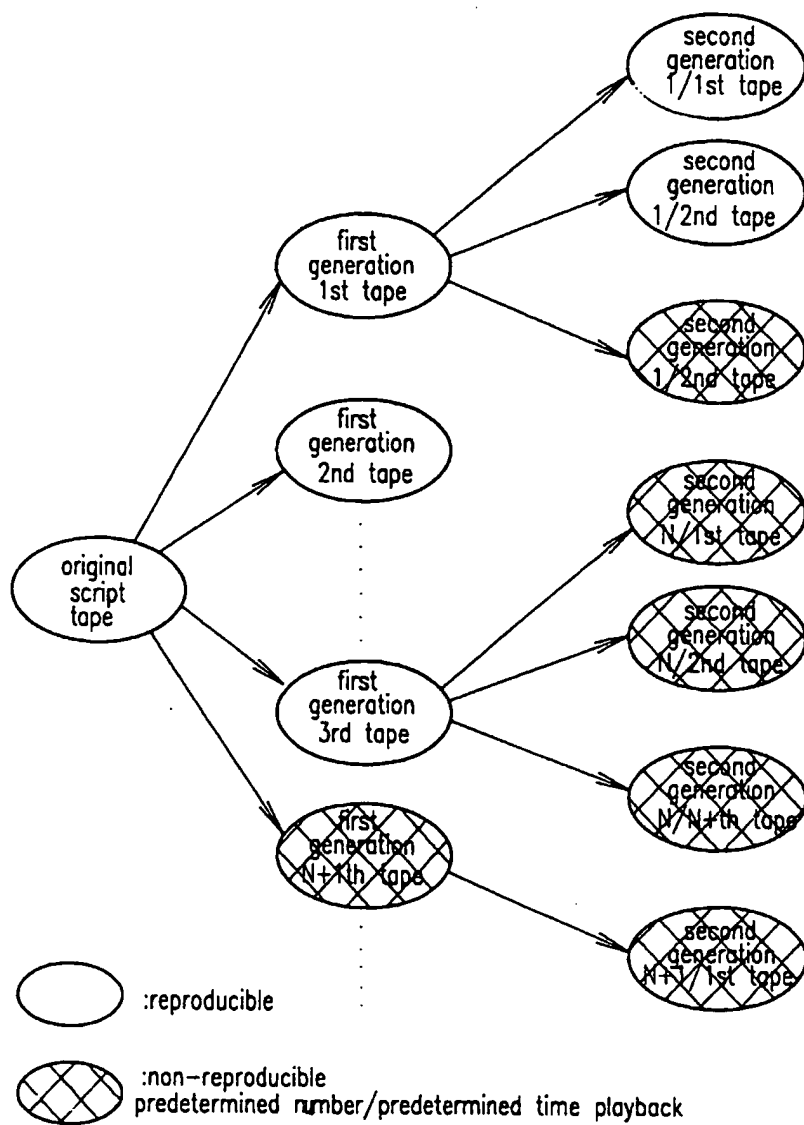 second
generation
1/1st tape
second
generation
1/2nd tape
first
generation
1st tape
second
generation
1/2nd tape
first
generation
2nd tape
second
generation
N/1st tape
original
script
tape
second
generation
N/2nd tape
first
generation
3rd tape
second
generation
N/N+th tape
first
generation
N+1th tape
second
generation
N+1/1st tape
:reproducible
:non-reproducible
predetermined number/predetermined time playback